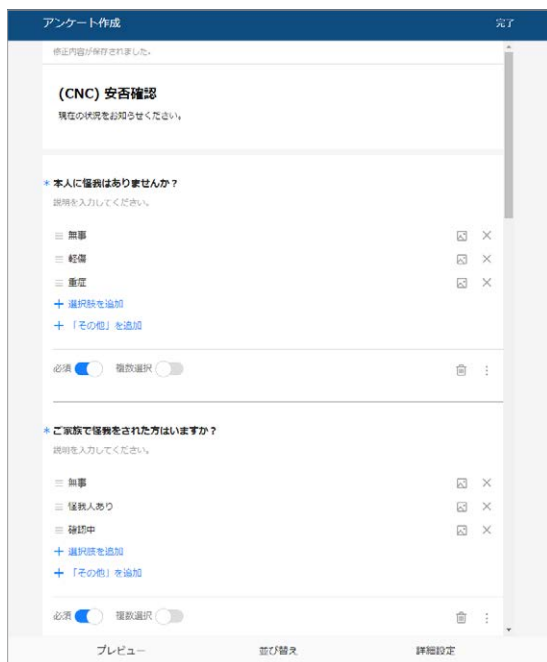 アンケート作成
完了
修正内容が保存されました。
(CNC) 安否確認
現在の状況をお知らせください。
* 本人に怪我はありませんか?
説明を入力してください。
無事
軽傷
重症
+ 選択肢を追加
+ 「その他」を追加
必須 複数選択
* ご家族で怪我をされた方はいますか?
説明を入力してください。
無事
怪我人あり
確認中
+ 選択肢を追加
+ 「その他」を追加
必須 複数選択
プレビュー 並び替え 詳細設定